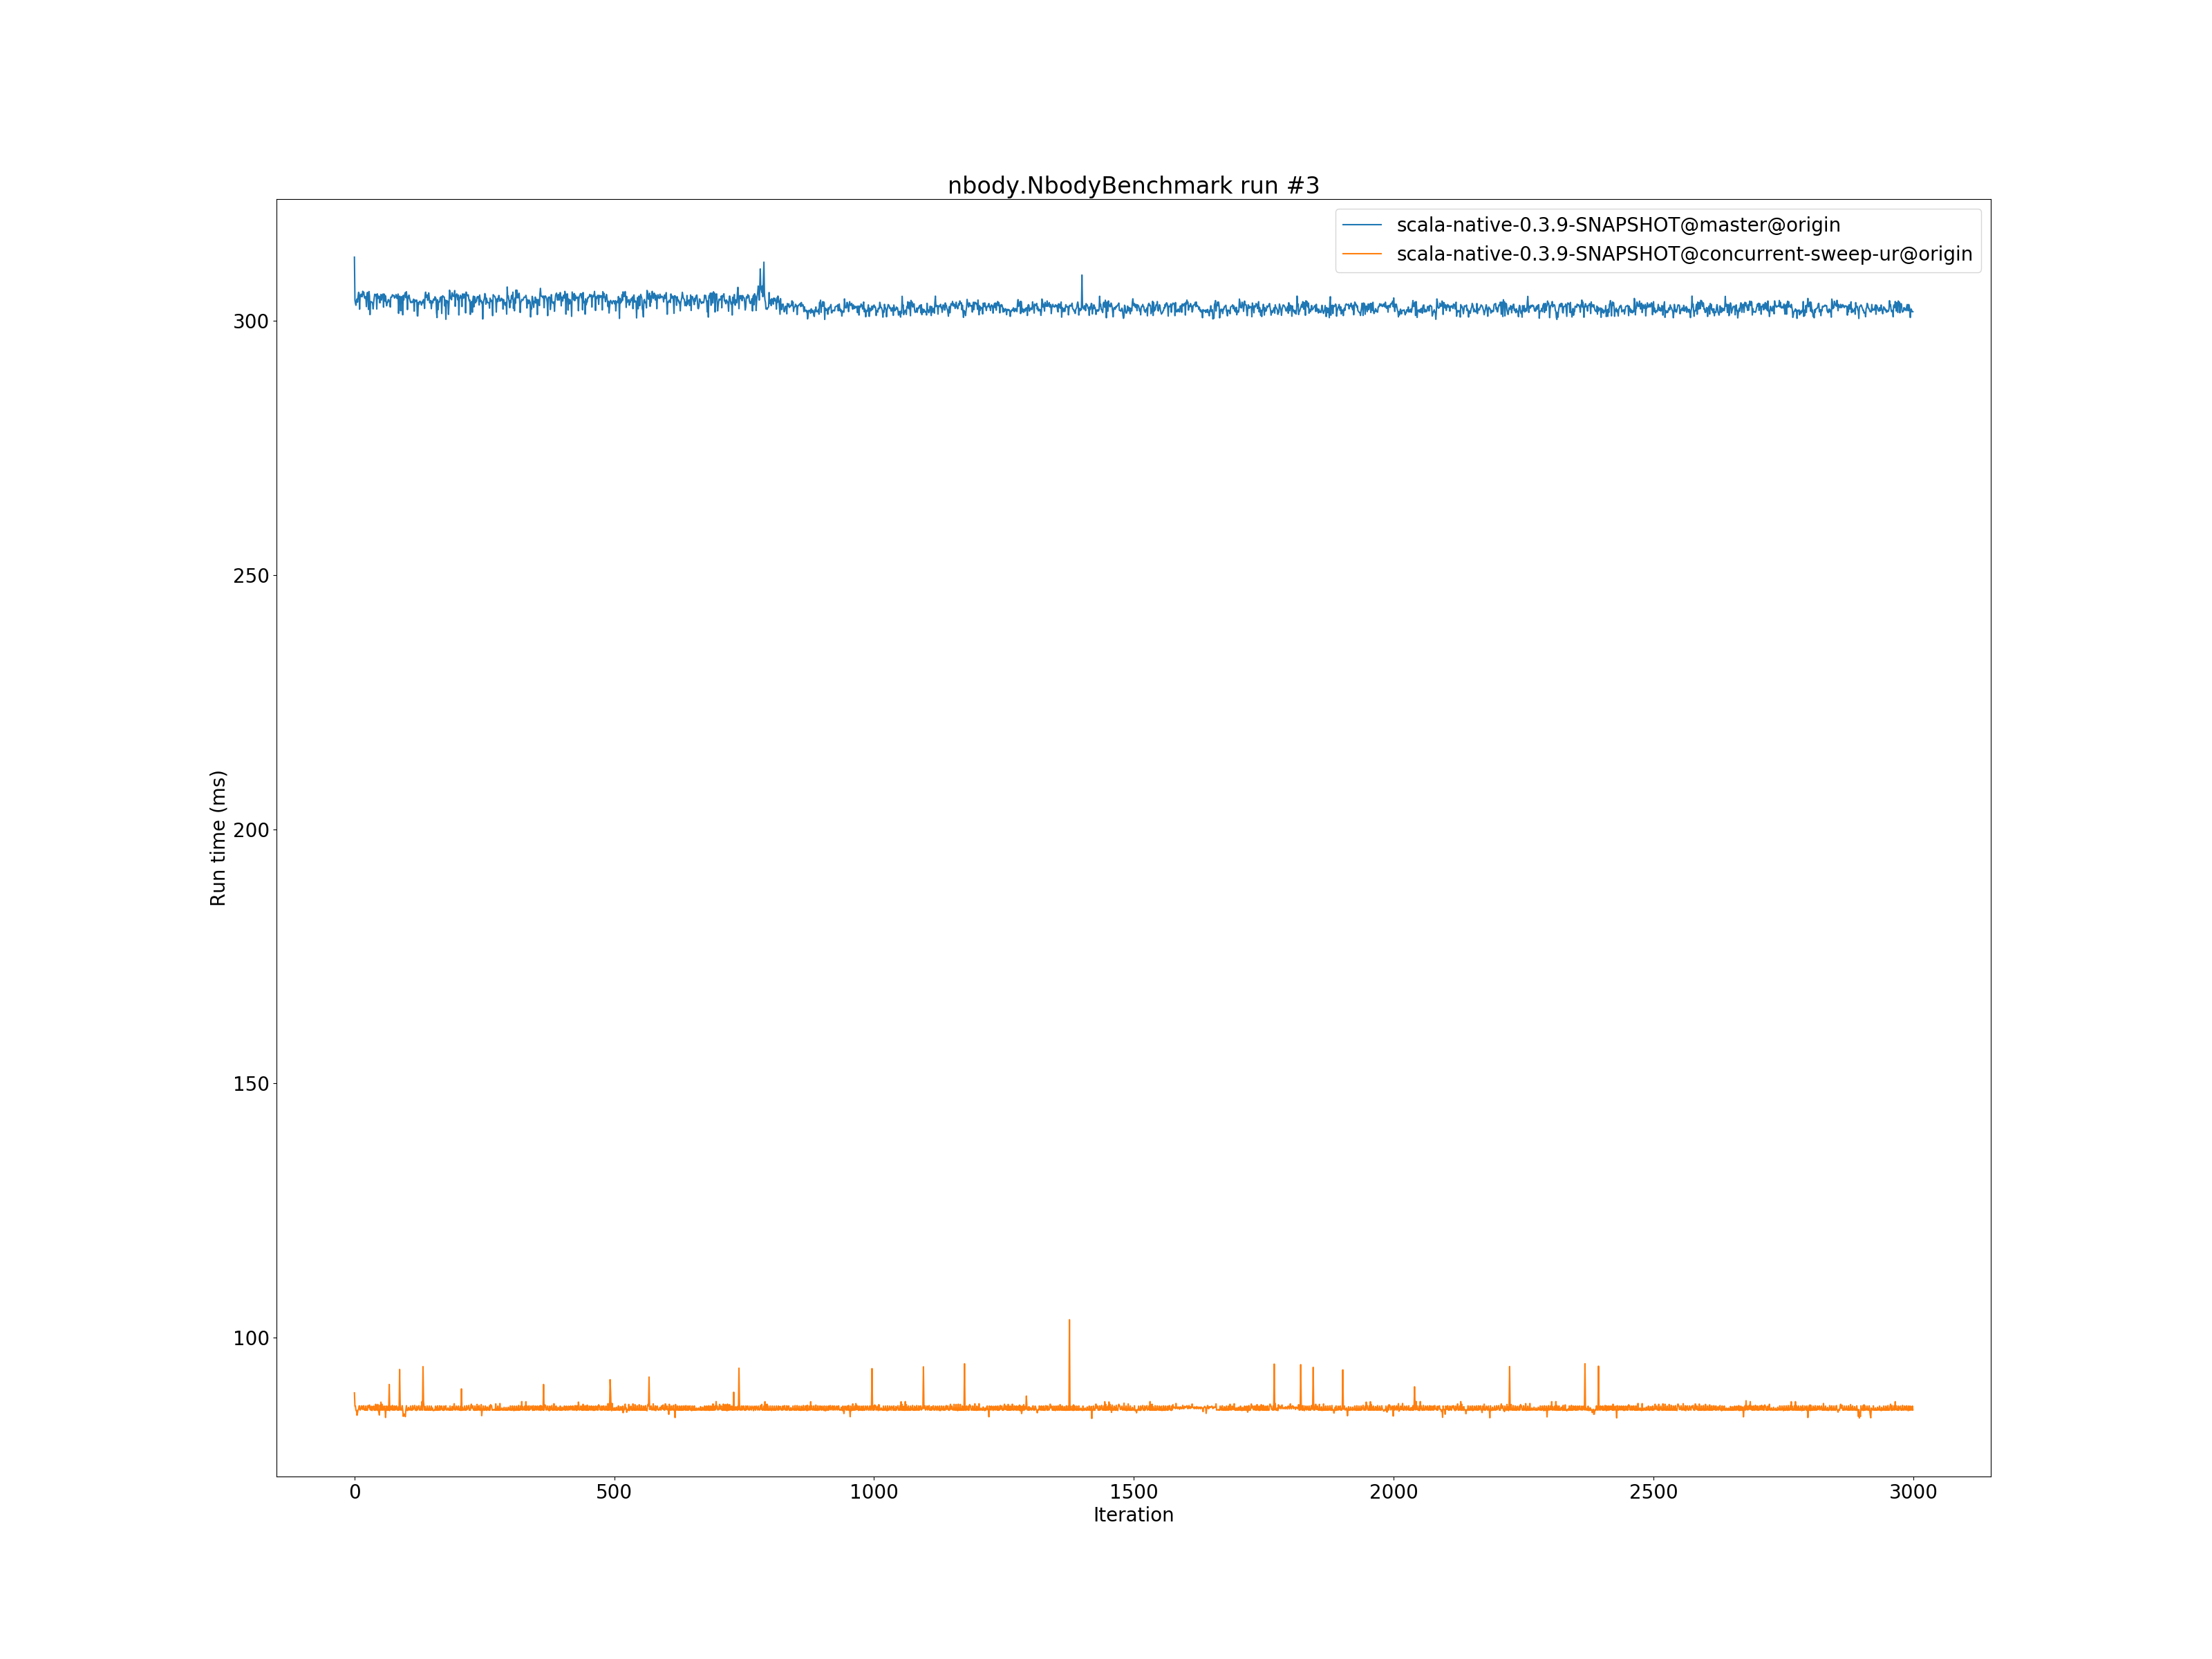 nbody.NbodyBenchmark run #3
scala-native-0.3.9-SNAPSHOT@master@origin
scala-native-0.3.9-SNAPSHOT@concurrent-sweep-ur@origin
300
250
200
150
100
Run time (ms)
0 500 1000 1500 2000 2500 3000
Iteration